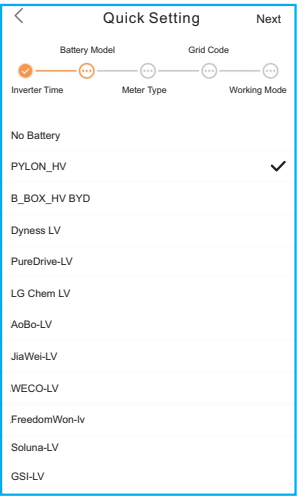 Quick Setting Next
Battery Model Grid Code
Inverter Time Meter Type Working Mode
No Battery
PYLON_HV
B_BOX_HV BYD
Dyness LV
PureDrive-LV
LG Chem LV
AoBo-LV
JiaWei-LV
WECO-LV
FreedomWon-lv
Soluna-LV
GSI-LV